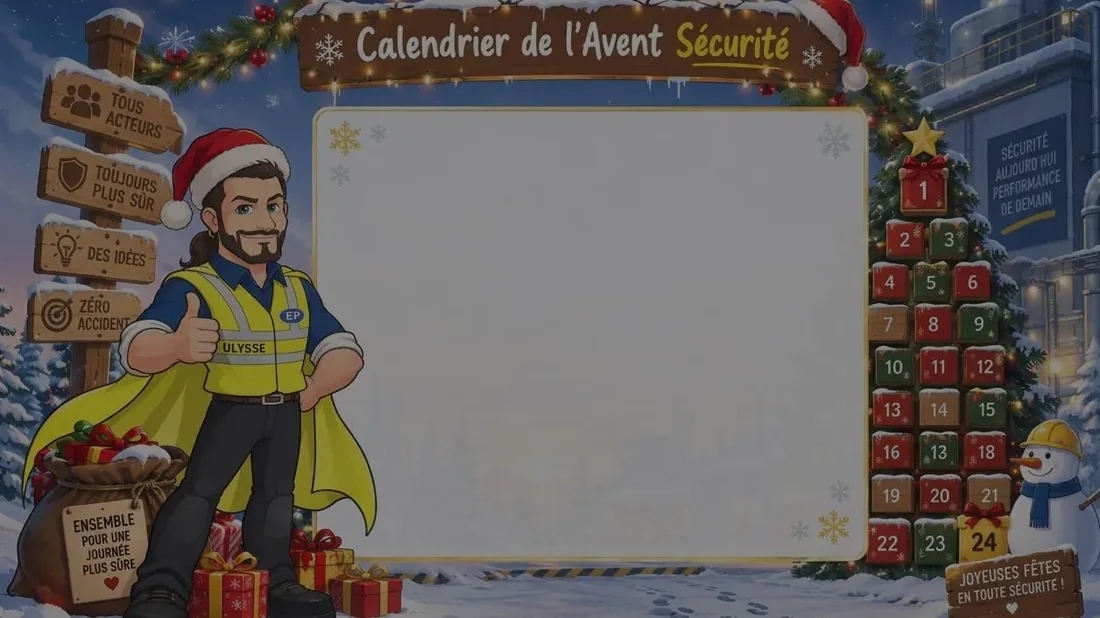 Calendrier de l'Avent Sécurité
TOUS
ACTEURS
TOUJOURS
PLUS SÛR
DES IDÉES
ZÉRO
ACCIDENT
EP
ULYSSE
ENSEMBLE
POUR UNE
JOURNÉE
PLUS SÛRE
SÉCURITÉ
AUJOURD'HUI
PERFORMANCE
DE DEMAIN
1
2 3
4 5 6
7 8 9
10 11 12
13 14 15
16 13 18
19 20 21
22 23 24
JOYEUSES FÊTES
EN TOUTE SÉCURITÉ !